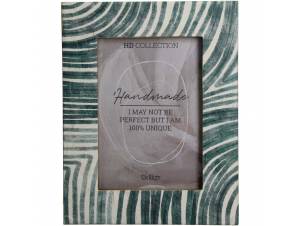 HD COLLECTION
Handmade
I MAY NOT BE
PERFECT BUT I AM
100% UNIQUE